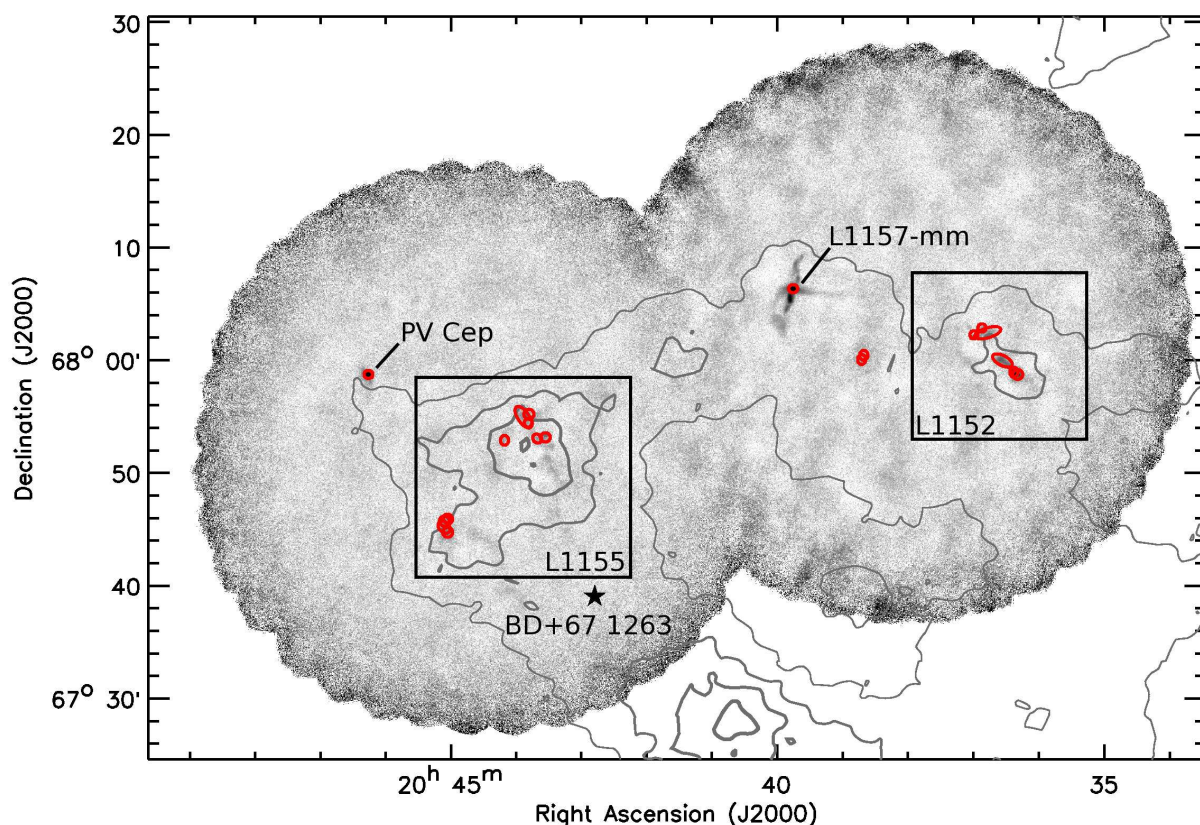 30
20
10
68° 00'
50
40
67° 30'
Declination (J2000)
L1157-mm
PV Cep
L1152
L1155
BD+67 1263
20ʰ 45ᵐ
40
35
Right Ascension (J2000)